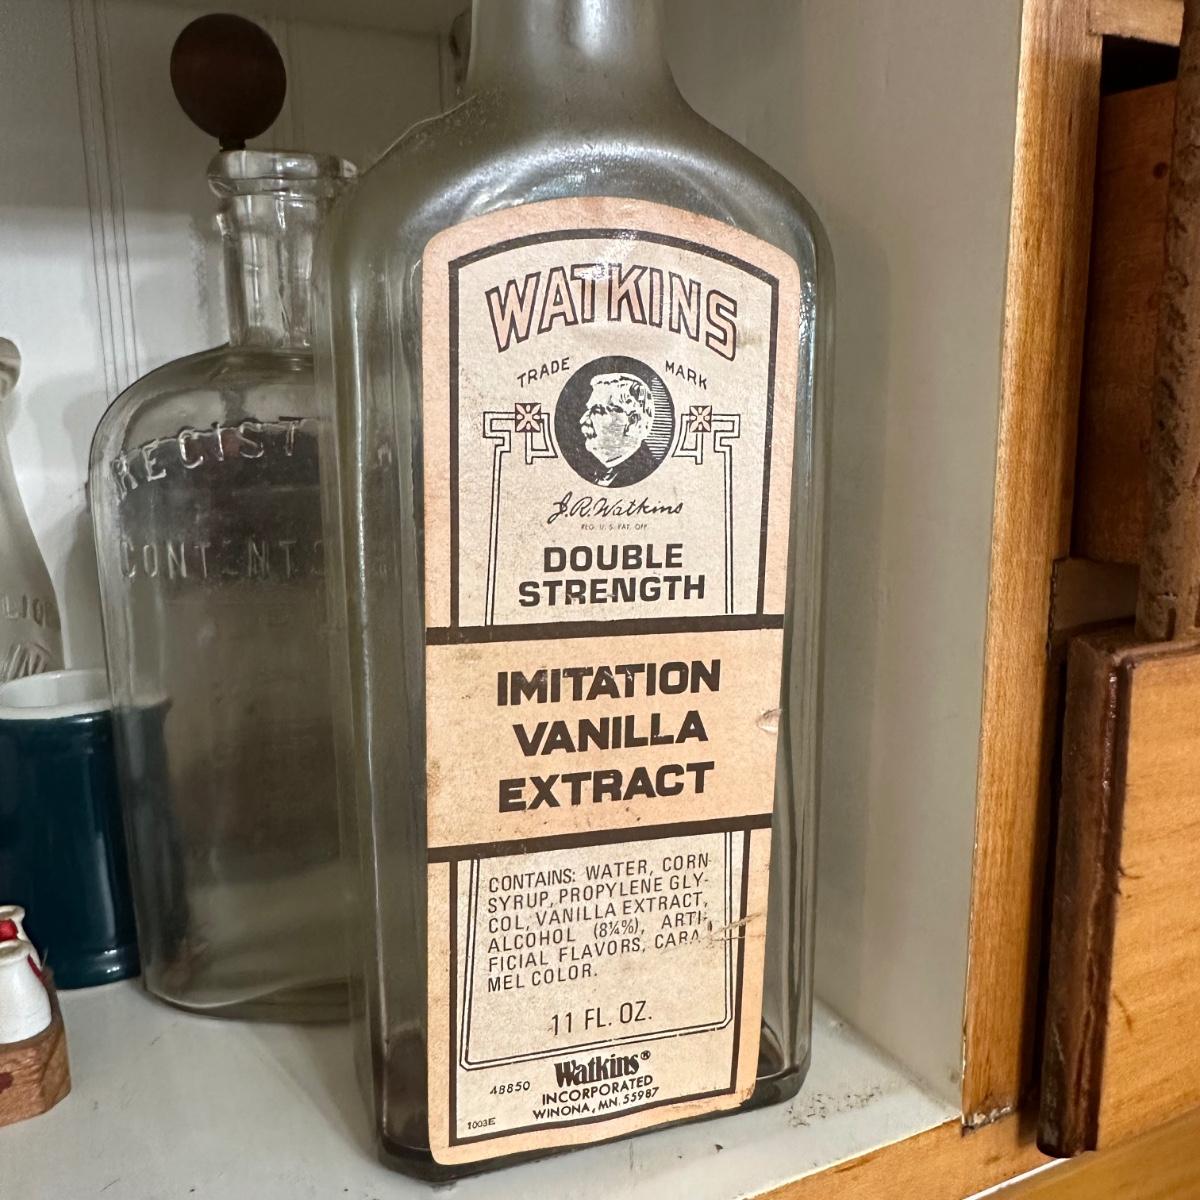 WATKINS
TRADE MARK
J.R. Watkins
REG. U. S. PAT. OFF.
DOUBLE
STRENGTH
IMITATION
VANILLA
EXTRACT
CONTAINS: WATER, CORN
SYRUP, PROPYLENE GLY-
COL, VANILLA EXTRACT,
ALCOHOL (8¼%), ARTI-
FICIAL FLAVORS, CARA-
MEL COLOR.
11 FL. OZ.
Watkins®
48850
INCORPORATED
WINONA, MN. 55987
1003E
CONTENTS
LIQ